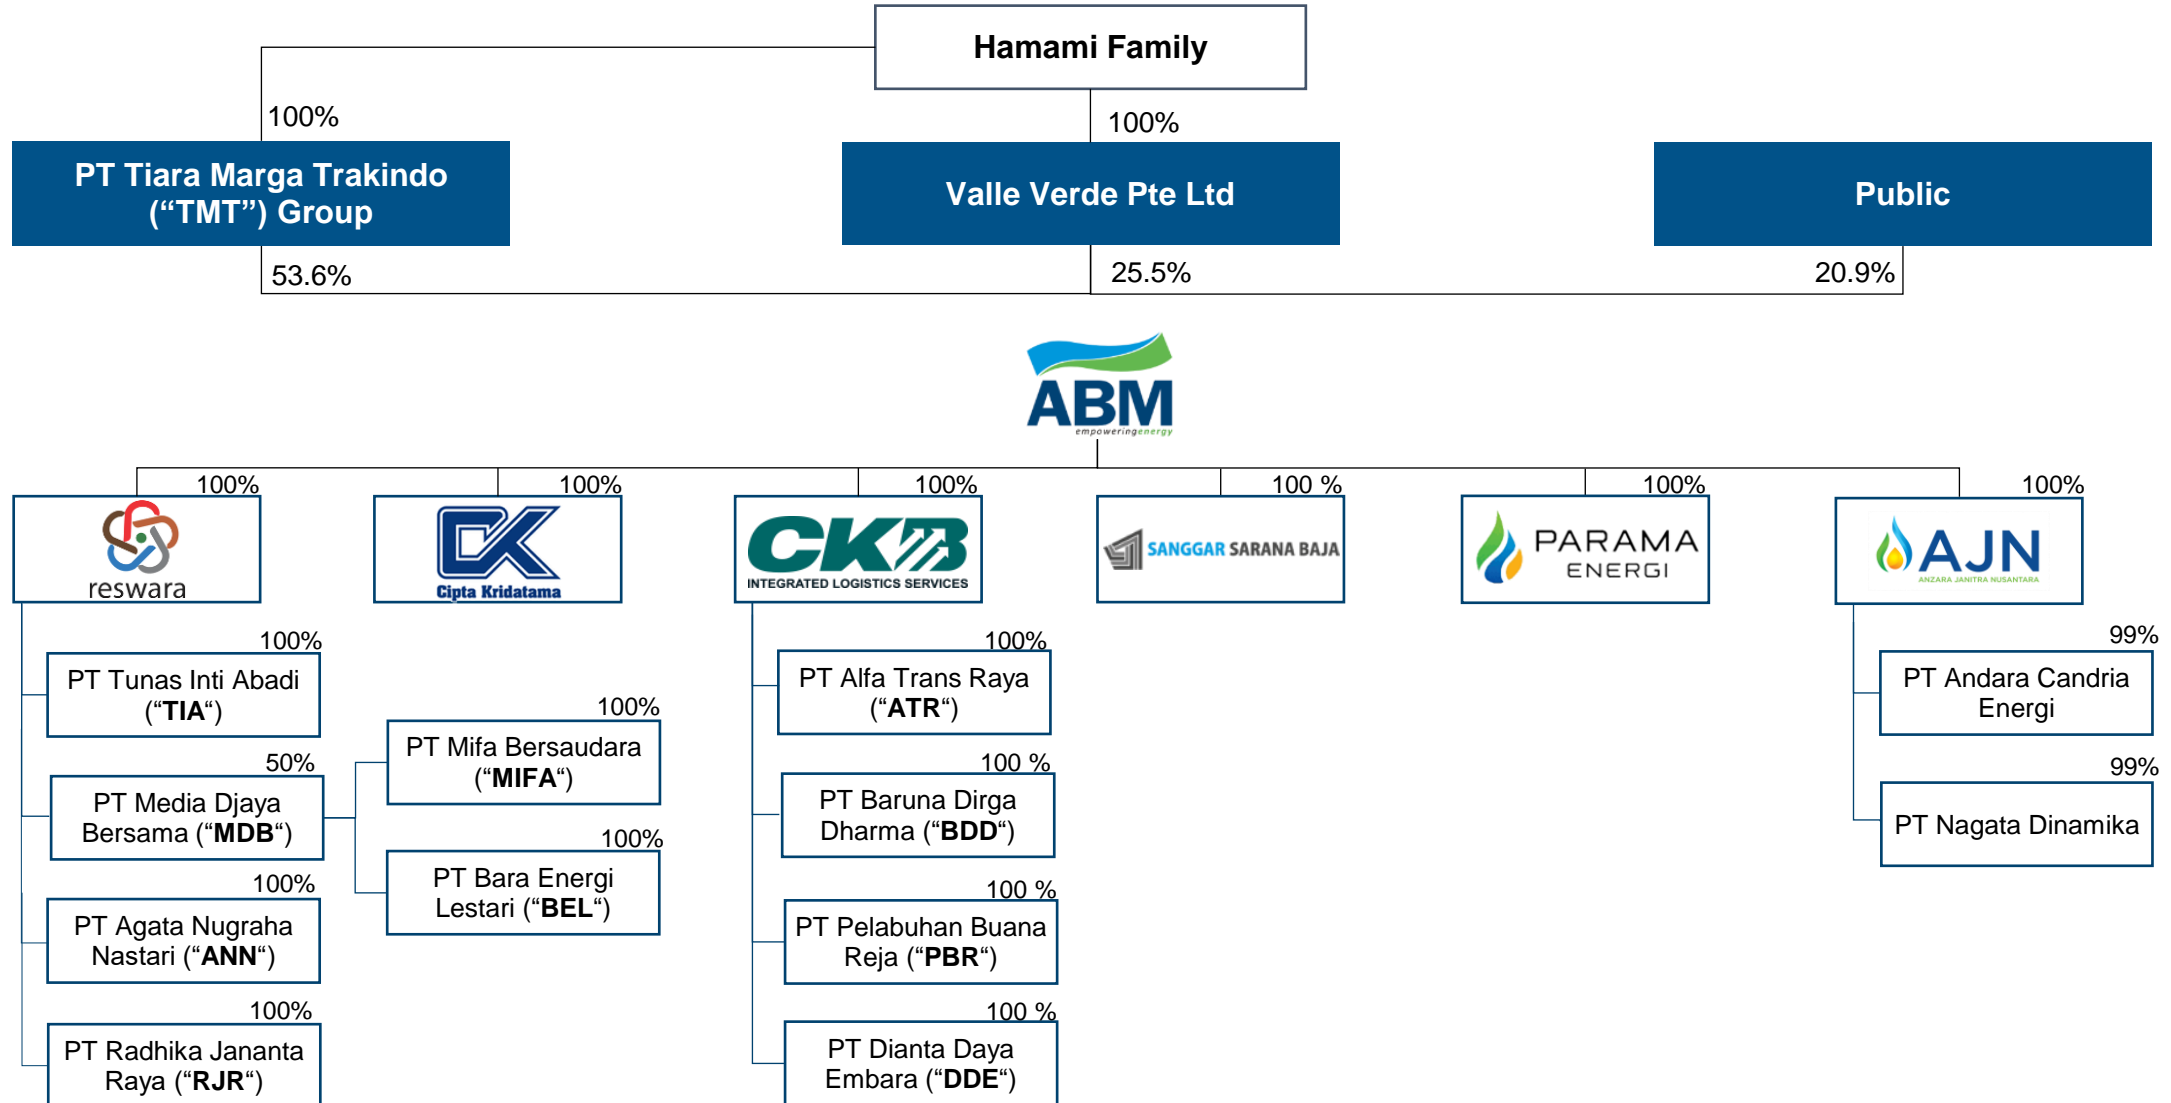 Hamami Family
100%
100%
PT Tiara Marga Trakindo
(“TMT”) Group
Valle Verde Pte Ltd
Public
53.6%
25.5%
20.9%
ABM
empoweringenergy
100%
100%
100%
100 %
100%
100%
reswara
CK
Cipta Kridatama
CKB
INTEGRATED LOGISTICS SERVICES
SANGGAR SARANA BAJA
PARAMA
ENERGI
AJN
ANZARA JANITRA NUSANTARA
100%
PT Tunas Inti Abadi
(“TIA“)
50%
PT Media Djaya
Bersama (“MDB“)
100%
PT Agata Nugraha
Nastari (“ANN“)
100%
PT Radhika Jananta
Raya (“RJR“)
100%
PT Mifa Bersaudara
(“MIFA“)
100%
PT Bara Energi
Lestari (“BEL“)
100%
PT Alfa Trans Raya
(“ATR“)
100 %
PT Baruna Dirga
Dharma (“BDD“)
100 %
PT Pelabuhan Buana
Reja (“PBR“)
100 %
PT Dianta Daya
Embara (“DDE“)
99%
PT Andara Candria
Energi
99%
PT Nagata Dinamika